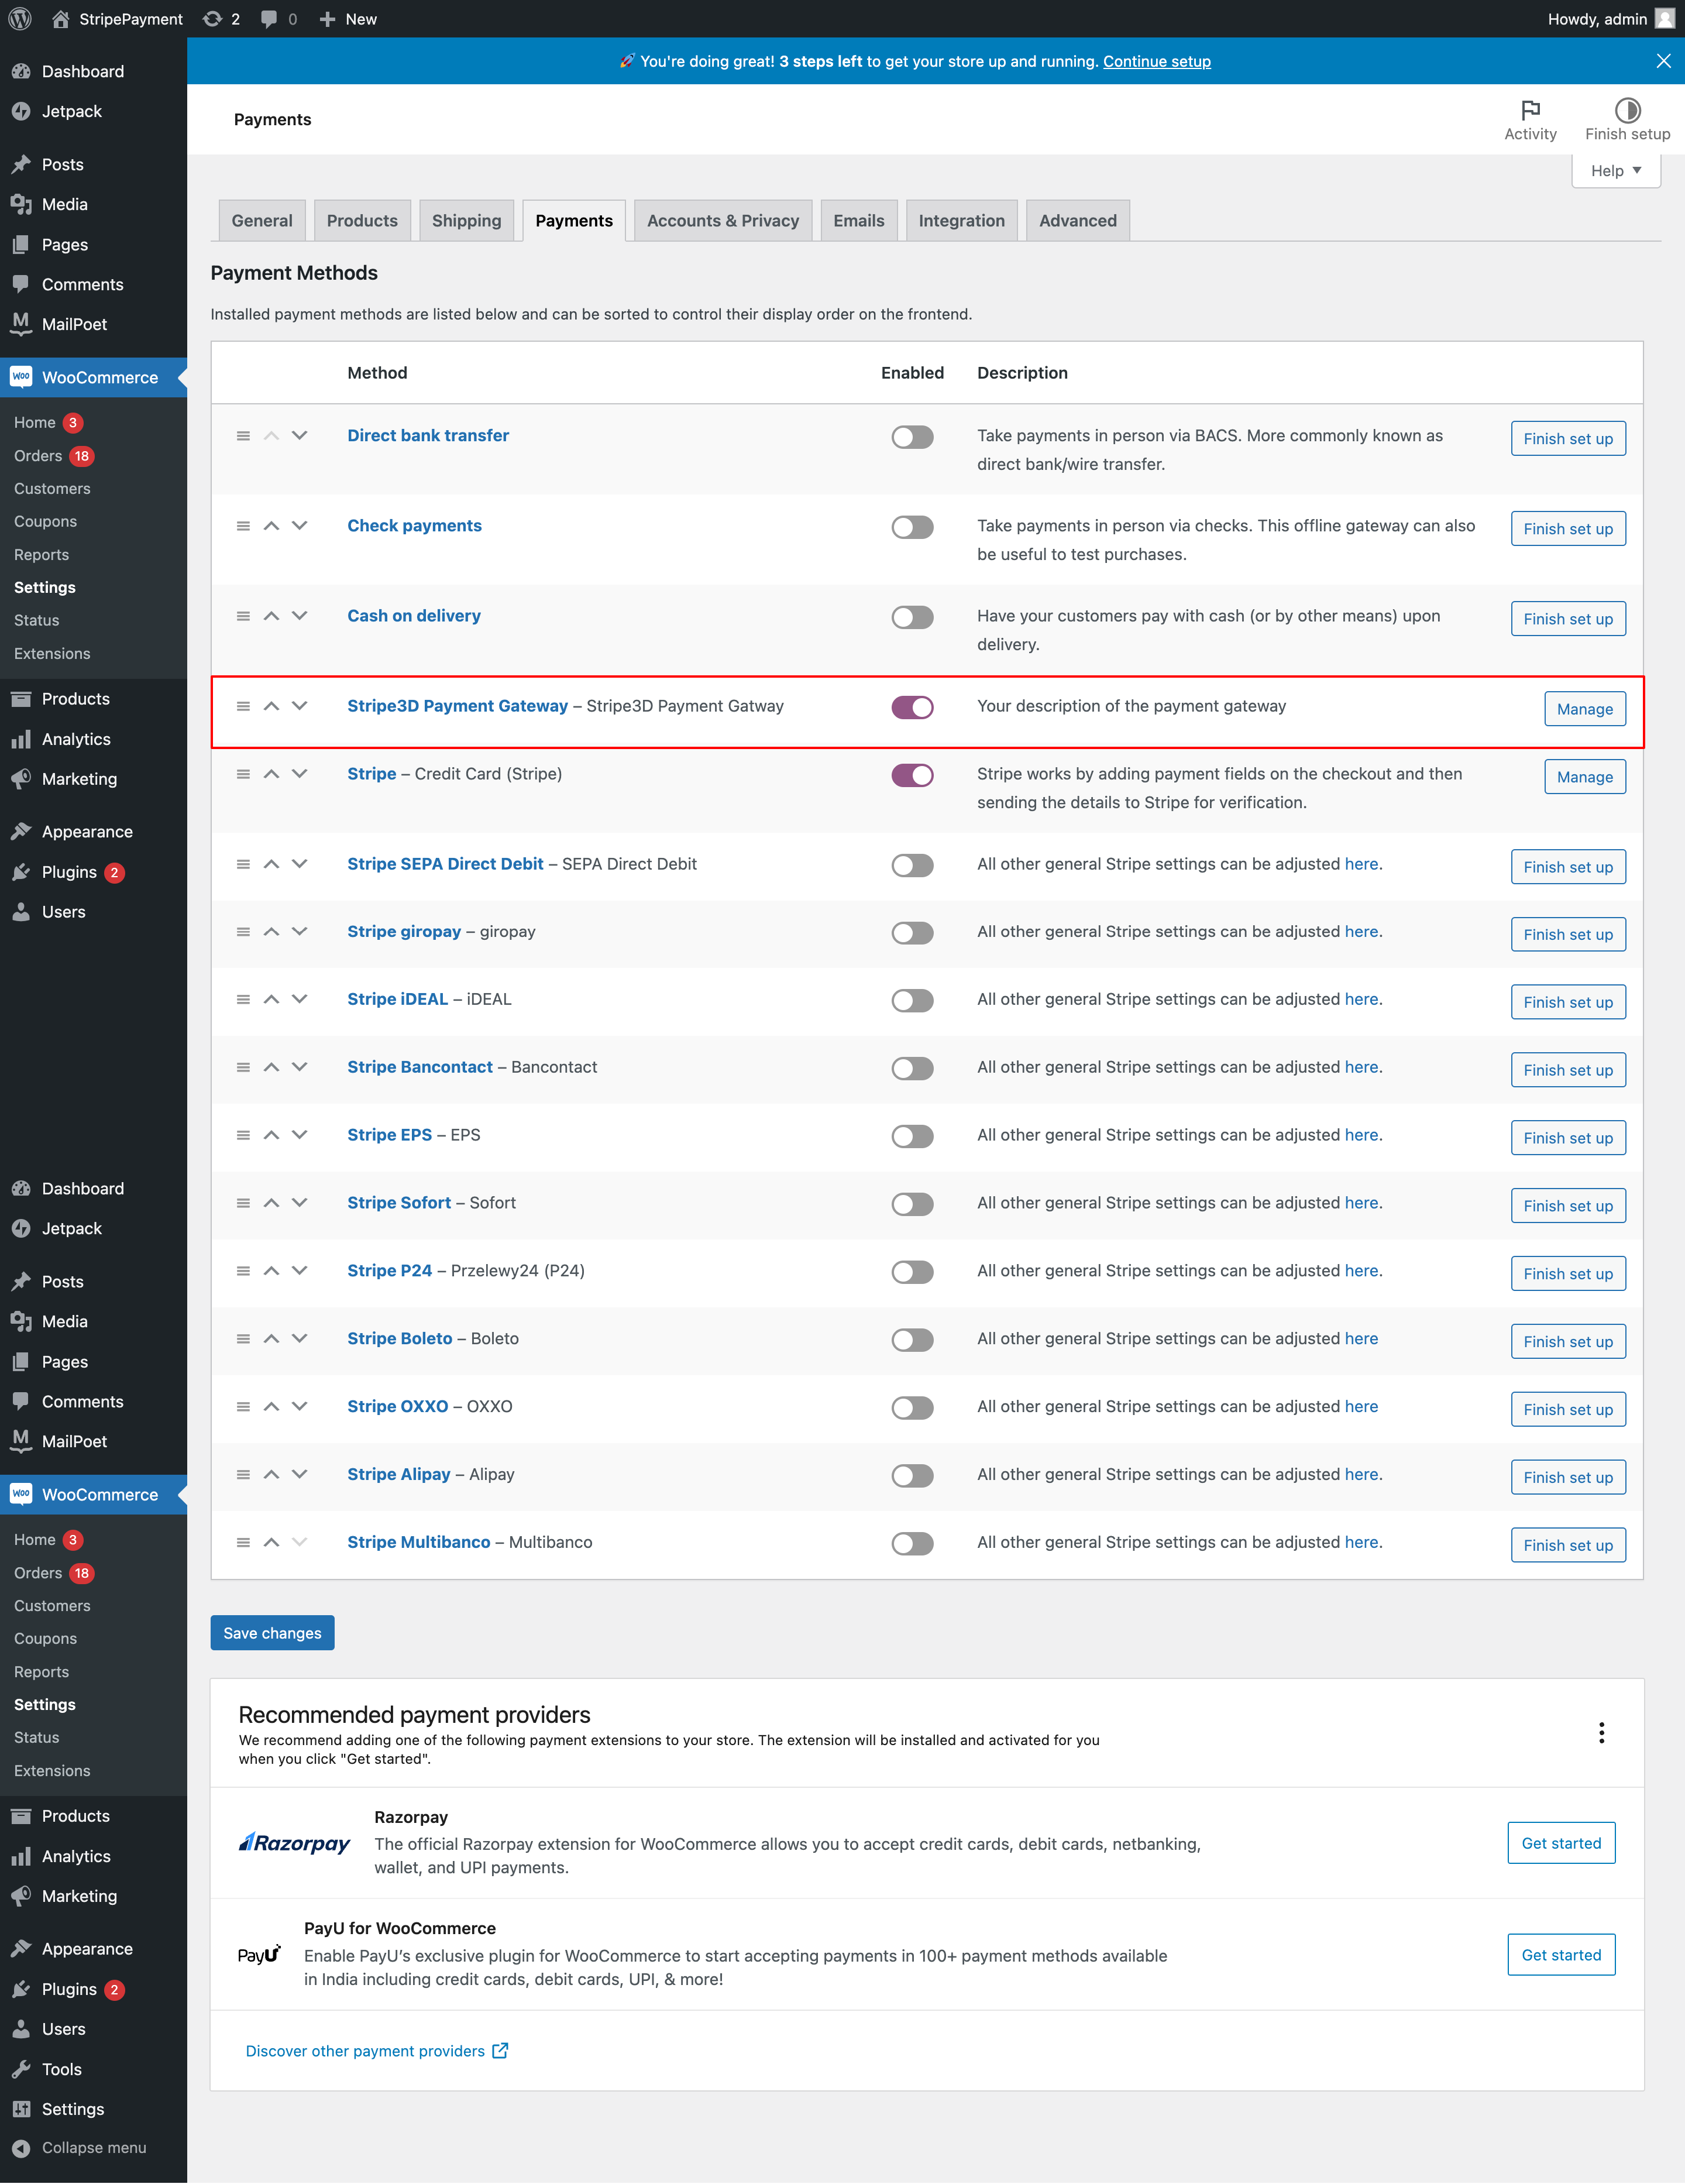 StripePayment 2 0 New Howdy, admin
🚀 You're doing great! 3 steps left to get your store up and running. Continue setup
Dashboard
Jetpack
Posts
Media
Pages
Comments
M MailPoet
Woo WooCommerce
Home 3
Orders 18
Customers
Coupons
Reports
Settings
Status
Extensions
Products
Analytics
Marketing
Appearance
Plugins 2
Users
Dashboard
Jetpack
Posts
Media
Pages
Comments
M MailPoet
Woo WooCommerce
Home 3
Orders 18
Customers
Coupons
Reports
Settings
Status
Extensions
Products
Analytics
Marketing
Appearance
Plugins 2
Users
Tools
Settings
Collapse menu
Payments
Activity
Finish setup
Help
General Products Shipping Payments Accounts & Privacy Emails Integration Advanced
Payment Methods
Installed payment methods are listed below and can be sorted to control their display order on the frontend.
Method Enabled Description
Direct bank transfer Take payments in person via BACS. More commonly known as Finish set up
direct bank/wire transfer.
Check payments Take payments in person via checks. This offline gateway can also Finish set up
be useful to test purchases.
Cash on delivery Have your customers pay with cash (or by other means) upon Finish set up
delivery.
Stripe3D Payment Gateway – Stripe3D Payment Gatway Your description of the payment gateway Manage
Stripe – Credit Card (Stripe) Stripe works by adding payment fields on the checkout and then Manage
sending the details to Stripe for verification.
Stripe SEPA Direct Debit – SEPA Direct Debit All other general Stripe settings can be adjusted here. Finish set up
Stripe giropay – giropay All other general Stripe settings can be adjusted here. Finish set up
Stripe iDEAL – iDEAL All other general Stripe settings can be adjusted here. Finish set up
Stripe Bancontact – Bancontact All other general Stripe settings can be adjusted here. Finish set up
Stripe EPS – EPS All other general Stripe settings can be adjusted here. Finish set up
Stripe Sofort – Sofort All other general Stripe settings can be adjusted here. Finish set up
Stripe P24 – Przelewy24 (P24) All other general Stripe settings can be adjusted here. Finish set up
Stripe Boleto – Boleto All other general Stripe settings can be adjusted here Finish set up
Stripe OXXO – OXXO All other general Stripe settings can be adjusted here Finish set up
Stripe Alipay – Alipay All other general Stripe settings can be adjusted here. Finish set up
Stripe Multibanco – Multibanco All other general Stripe settings can be adjusted here. Finish set up
Save changes
Recommended payment providers
We recommend adding one of the following payment extensions to your store. The extension will be installed and activated for you
when you click "Get started".
Razorpay
Razorpay
The official Razorpay extension for WooCommerce allows you to accept credit cards, debit cards, netbanking,
wallet, and UPI payments.
Get started
PayU
PayU for WooCommerce
Enable PayU’s exclusive plugin for WooCommerce to start accepting payments in 100+ payment methods available
in India including credit cards, debit cards, UPI, & more!
Get started
Discover other payment providers